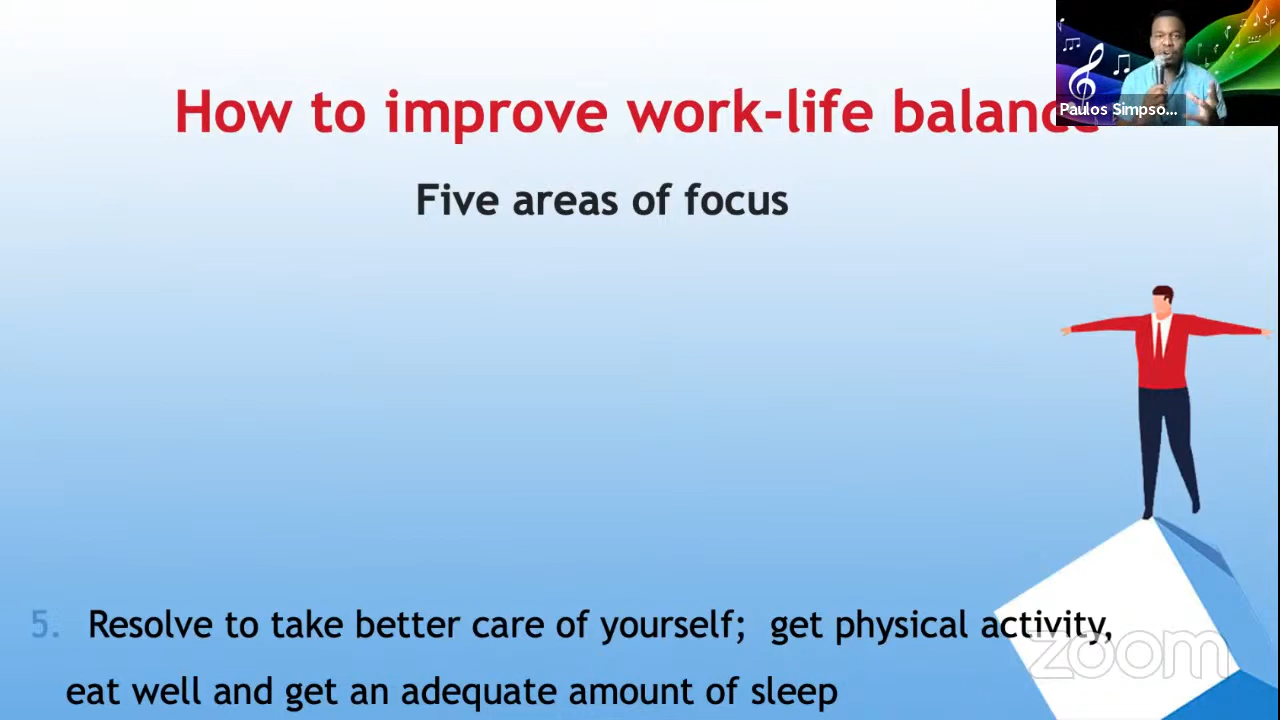 How to improve work-life balance
Paulos Simpso...
Five areas of focus
5. Resolve to take better care of yourself; get physical activity,
eat well and get an adequate amount of sleep
zoom